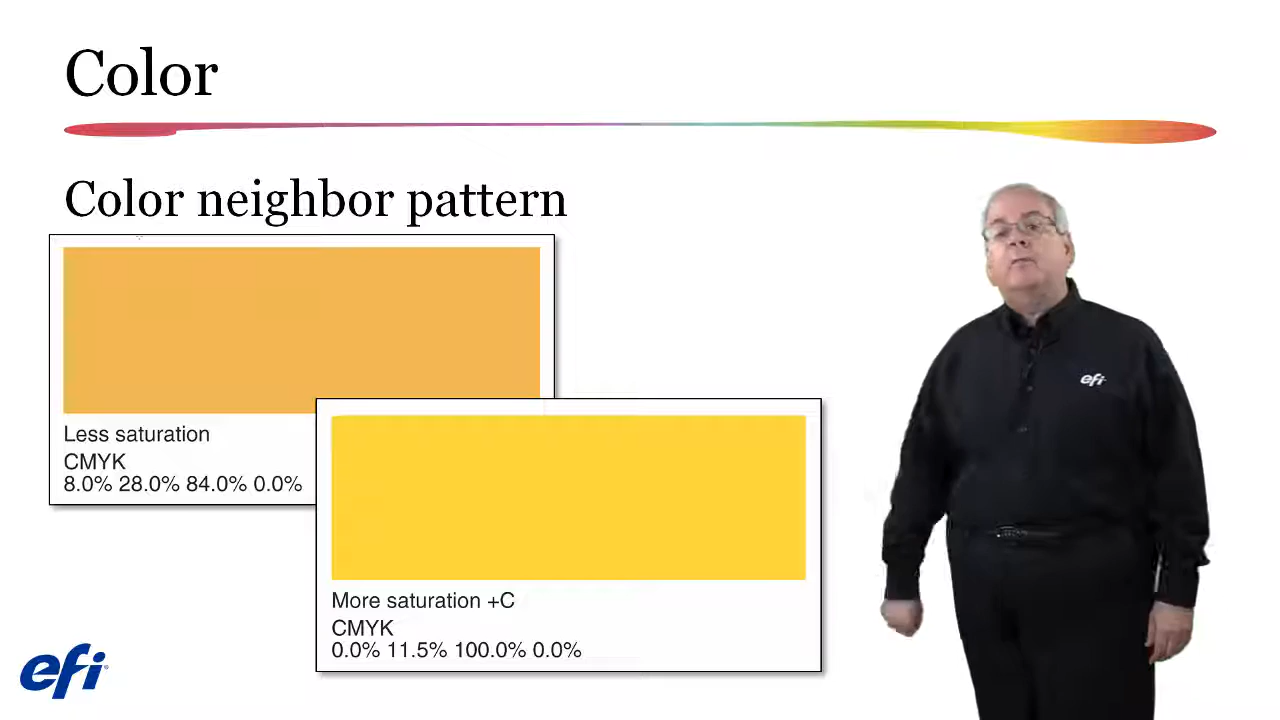 Color
Color neighbor pattern
Less saturation
CMYK
8.0% 28.0% 84.0% 0.0%
More saturation +C
CMYK
0.0% 11.5% 100.0% 0.0%
efi
efi